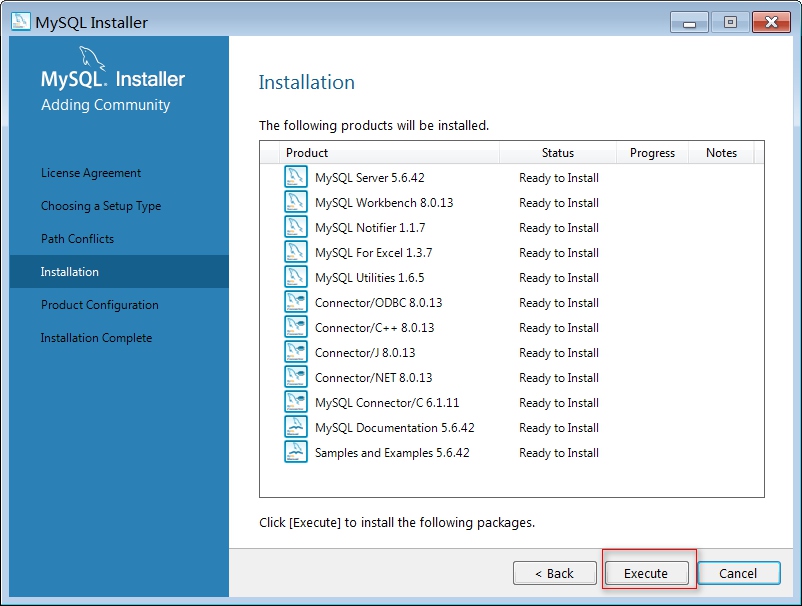 MySQL Installer
MySQL. Installer
Adding Community
License Agreement
Choosing a Setup Type
Path Conflicts
Installation
Product Configuration
Installation Complete
Installation
The following products will be installed.
Product Status Progress Notes
MySQL Server 5.6.42 Ready to Install
MySQL Workbench 8.0.13 Ready to Install
MySQL Notifier 1.1.7 Ready to Install
MySQL For Excel 1.3.7 Ready to Install
MySQL Utilities 1.6.5 Ready to Install
Connector/ODBC 8.0.13 Ready to Install
Connector/C++ 8.0.13 Ready to Install
Connector/J 8.0.13 Ready to Install
Connector/NET 8.0.13 Ready to Install
MySQL Connector/C 6.1.11 Ready to Install
MySQL Documentation 5.6.42 Ready to Install
Samples and Examples 5.6.42 Ready to Install
Click [Execute] to install the following packages.
< Back Execute Cancel